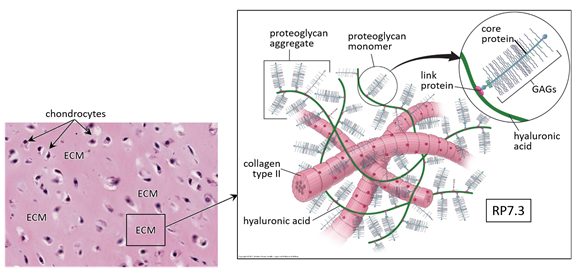 chondrocytes
ECM
ECM
ECM
ECM
proteoglycan
aggregate
proteoglycan
monomer
core
protein
link
protein
GAGs
hyaluronic
acid
collagen
type II
hyaluronic acid
RP7.3